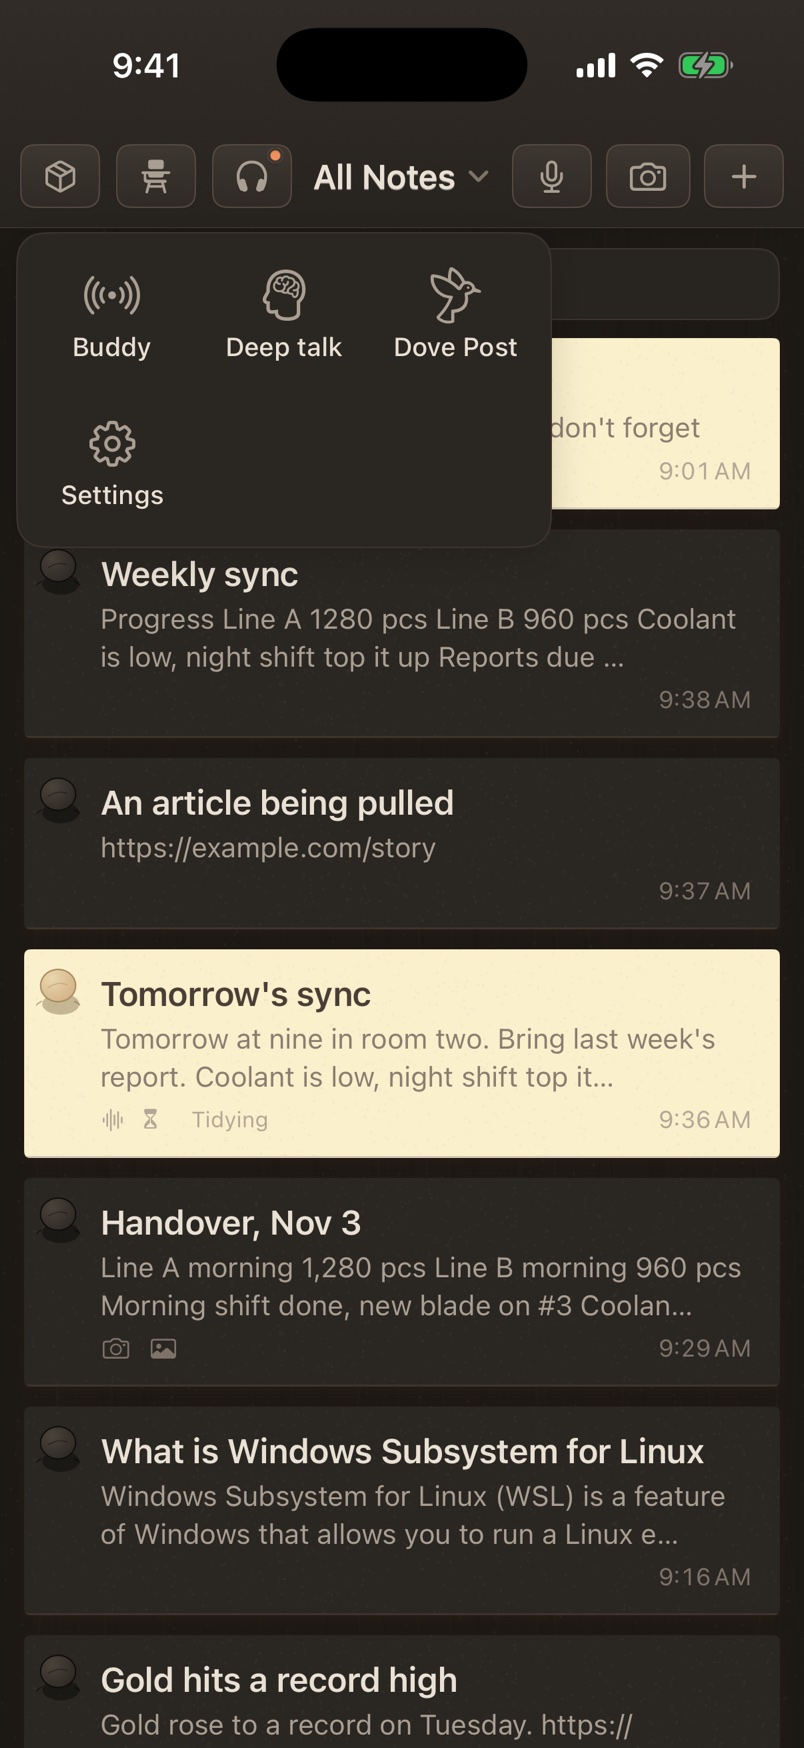 9:41
All Notes
Buddy
Deep talk
Dove Post
Settings
don't forget
9:01 AM
Weekly sync
Progress Line A 1280 pcs Line B 960 pcs Coolant
is low, night shift top it up Reports due ...
9:38 AM
An article being pulled
https://example.com/story
9:37 AM
Tomorrow's sync
Tomorrow at nine in room two. Bring last week's
report. Coolant is low, night shift top it...
Tidying
9:36 AM
Handover, Nov 3
Line A morning 1,280 pcs Line B morning 960 pcs
Morning shift done, new blade on #3 Coolan...
9:29 AM
What is Windows Subsystem for Linux
Windows Subsystem for Linux (WSL) is a feature
of Windows that allows you to run a Linux e...
9:16 AM
Gold hits a record high
Gold rose to a record on Tuesday. https://